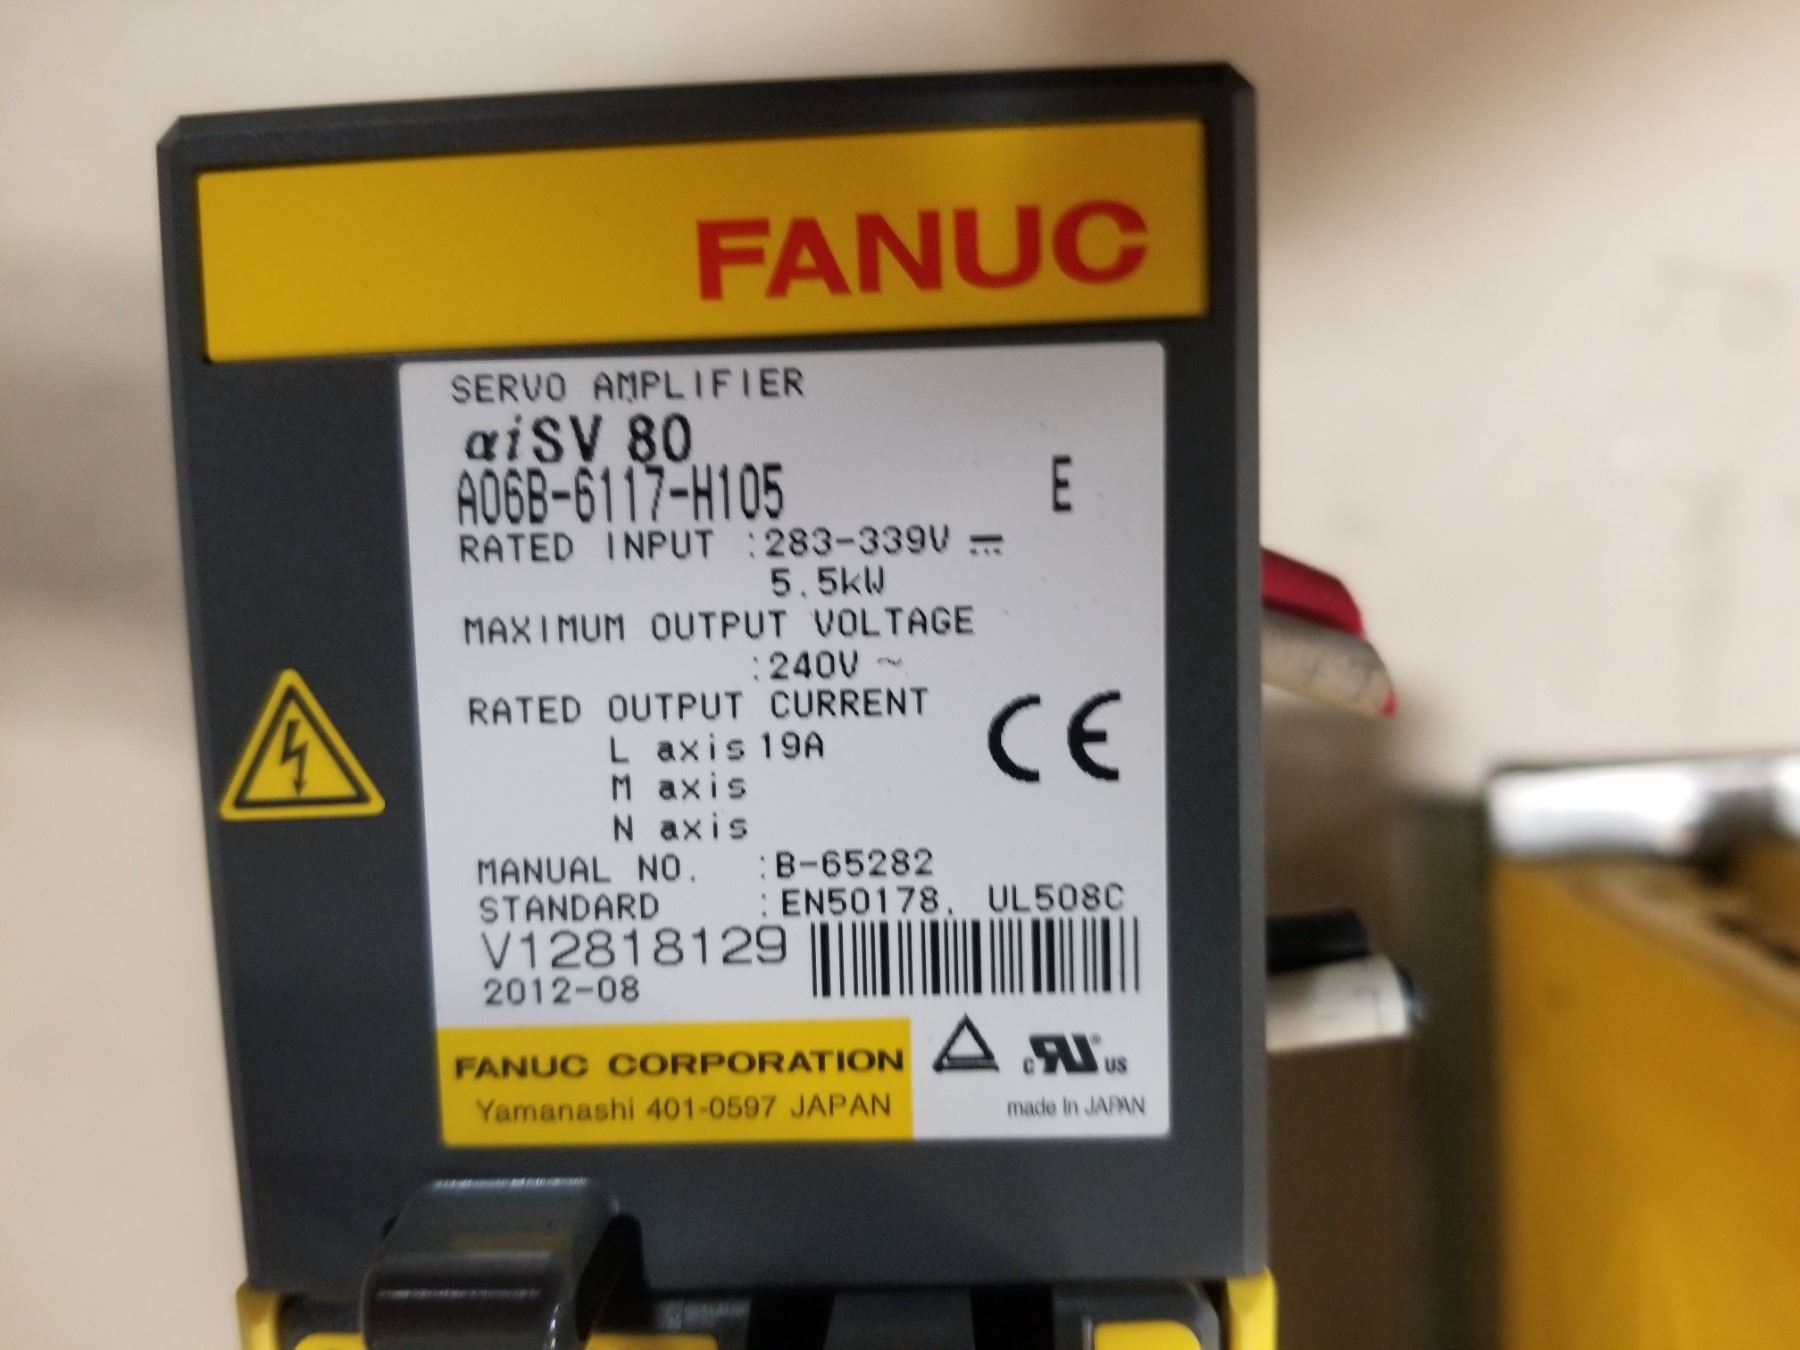 FANUC
SERVO AMPLIFIER
αiSV 80
A06B-6117-H105 E
RATED INPUT :283-339V ⎓
5.5kW
MAXIMUM OUTPUT VOLTAGE
:240V ~
RATED OUTPUT CURRENT
L axis 19A
M axis
N axis
CE
MANUAL NO. :B-65282
STANDARD :EN50178, UL508C
V12818129
2012-08
FANUC CORPORATION
Yamanashi 401-0597 JAPAN
c RU ® US
made In JAPAN